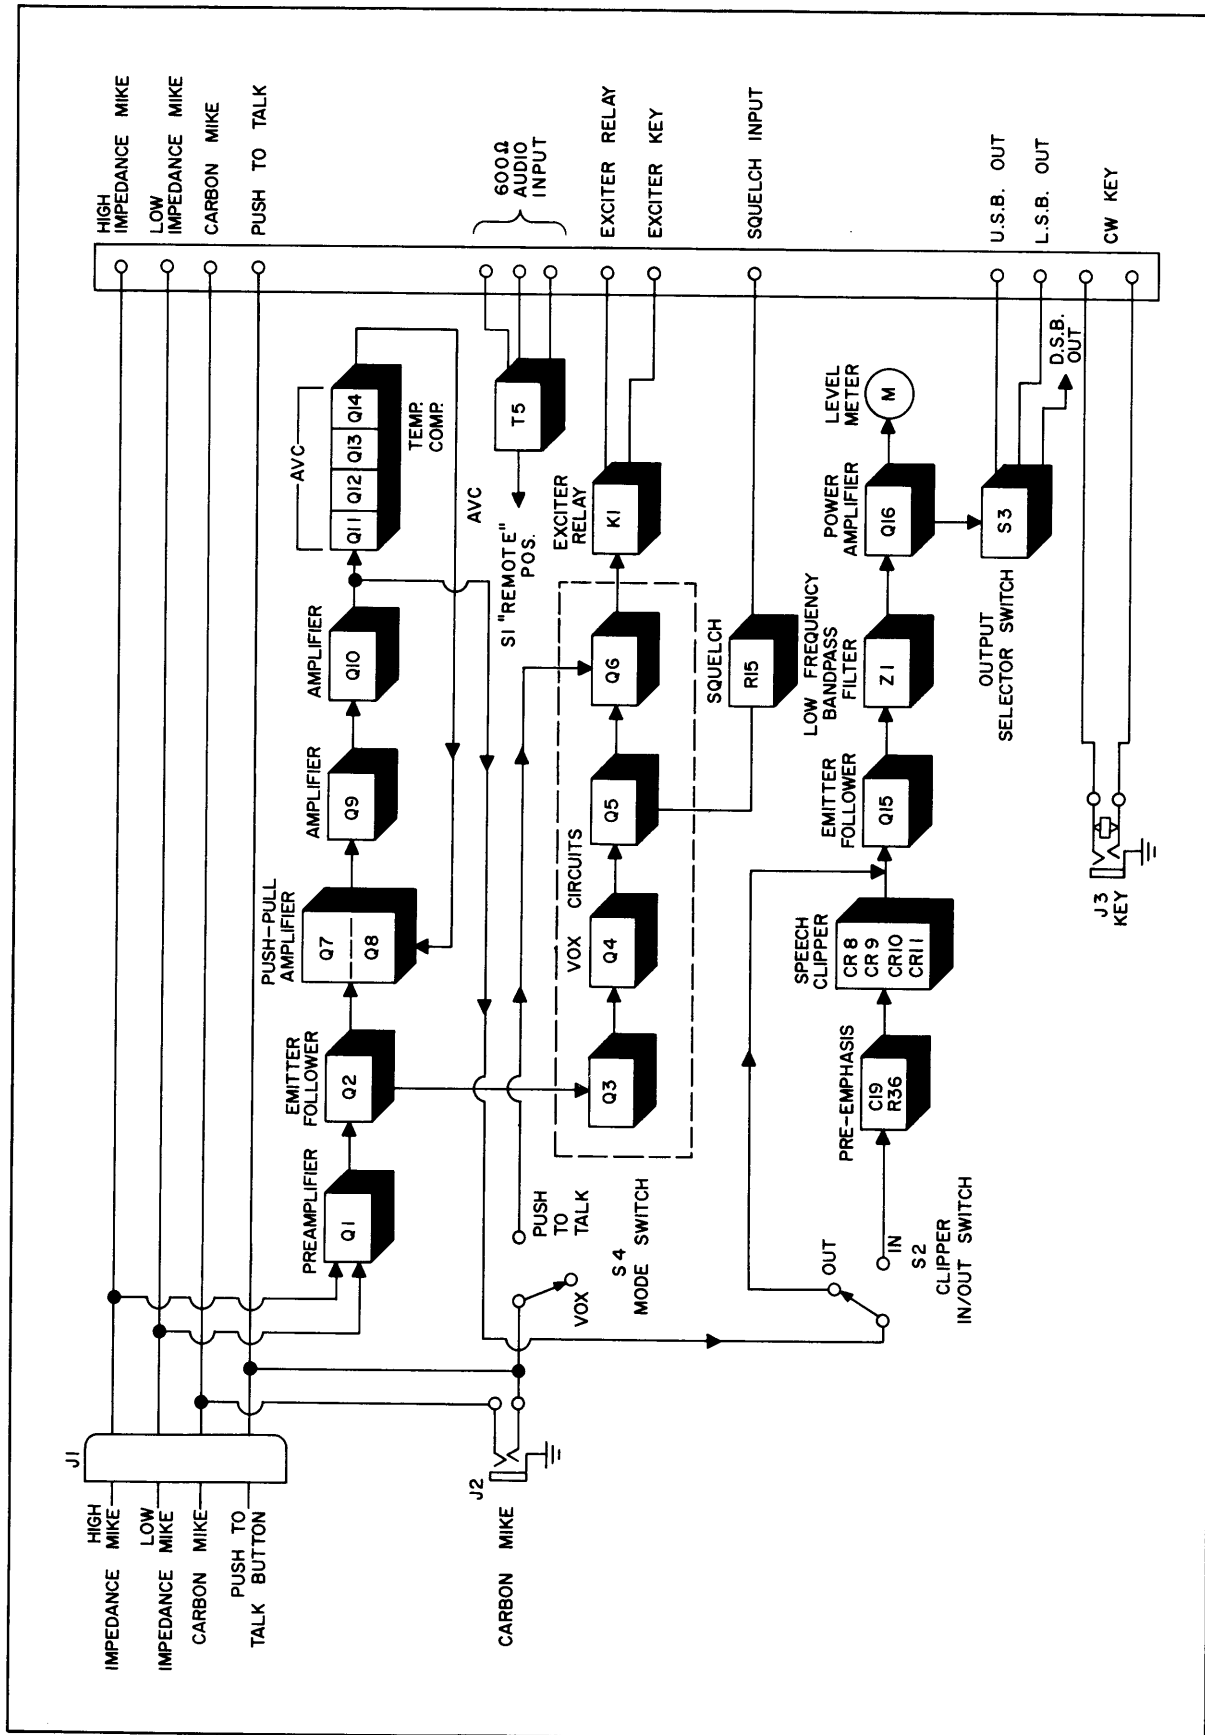 HIGH
IMPEDANCE MIKE
LOW
IMPEDANCE MIKE
CARBON MIKE
PUSH TO
TALK BUTTON
J1
CARBON MIKE
J2
PREAMPLIFIER
Q1
EMITTER
FOLLOWER
Q2
PUSH-PULL
AMPLIFIER
Q7
Q8
AMPLIFIER
Q9
AMPLIFIER
Q10
AVC
Q11
Q12
Q13
Q14
TEMP.
COMP.
AVC
HIGH
IMPEDANCE MIKE
LOW
IMPEDANCE MIKE
CARBON MIKE
PUSH TO TALK
S1 "REMOTE"
POS.
T5
600Ω
AUDIO
INPUT
VOX
PUSH
TO
TALK
S4
MODE SWITCH
VOX CIRCUITS
Q3
Q4
Q5
Q6
EXCITER
RELAY
K1
EXCITER RELAY
EXCITER KEY
SQUELCH
R15
SQUELCH INPUT
OUT
IN
S2
CLIPPER
IN/OUT SWITCH
PRE-EMPHASIS
C19
R36
SPEECH
CLIPPER
CR8
CR9
CR10
CR11
EMITTER
FOLLOWER
Q15
LOW FREQUENCY
BANDPASS
FILTER
Z1
POWER
AMPLIFIER
Q16
LEVEL
METER
M
OUTPUT
SELECTOR SWITCH
S3
D.S.B.
OUT
U.S.B. OUT
L.S.B. OUT
J3
KEY
CW KEY